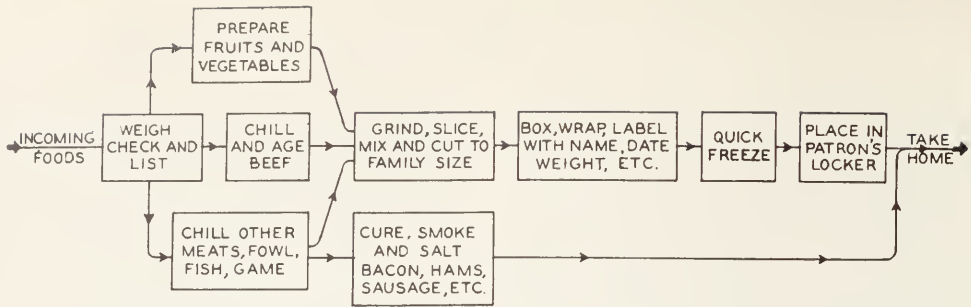 INCOMING
FOODS
WEIGH
CHECK AND
LIST
PREPARE
FRUITS AND
VEGETABLES
CHILL
AND AGE
BEEF
CHILL OTHER
MEATS, FOWL,
FISH, GAME
GRIND, SLICE,
MIX AND CUT TO
FAMILY SIZE
CURE, SMOKE
AND SALT
BACON, HAMS,
SAUSAGE, ETC.
BOX, WRAP, LABEL
WITH NAME, DATE
WEIGHT, ETC.
QUICK
FREEZE
PLACE IN
PATRON'S
LOCKER
TAKE
HOME